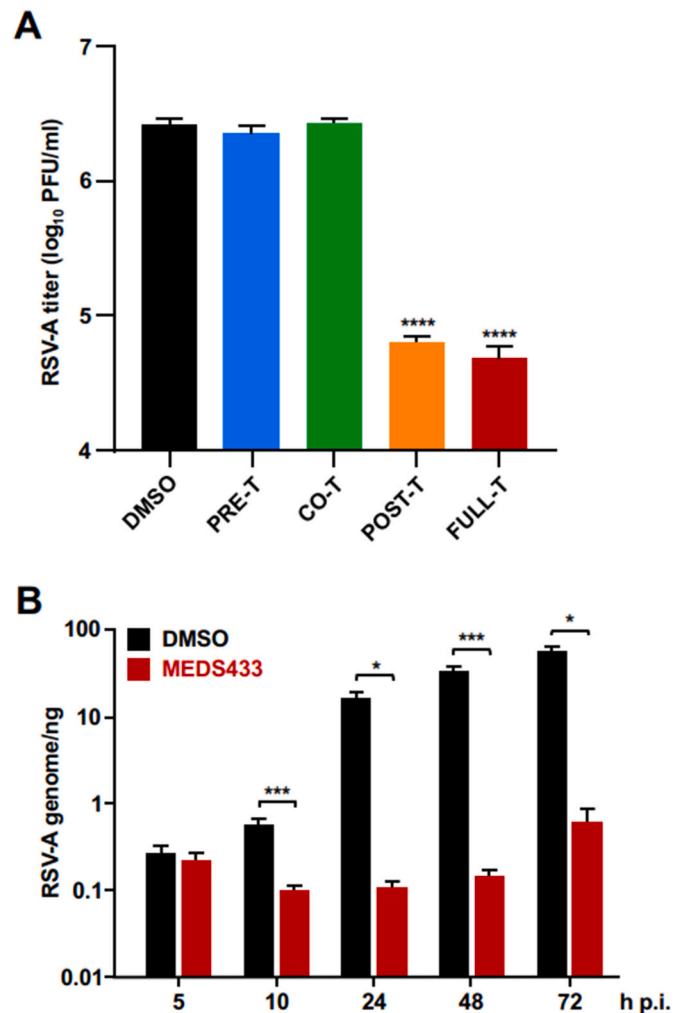 A
RSV-A titer (log₁₀ PFU/ml)
7
6
5
4
****
****
DMSO
PRE-T
CO-T
POST-T
FULL-T
B
RSV-A genome/ng
100
10
1
0.1
0.01
DMSO
MEDS433
***
*
***
*
5 10 24 48 72 h p.i.